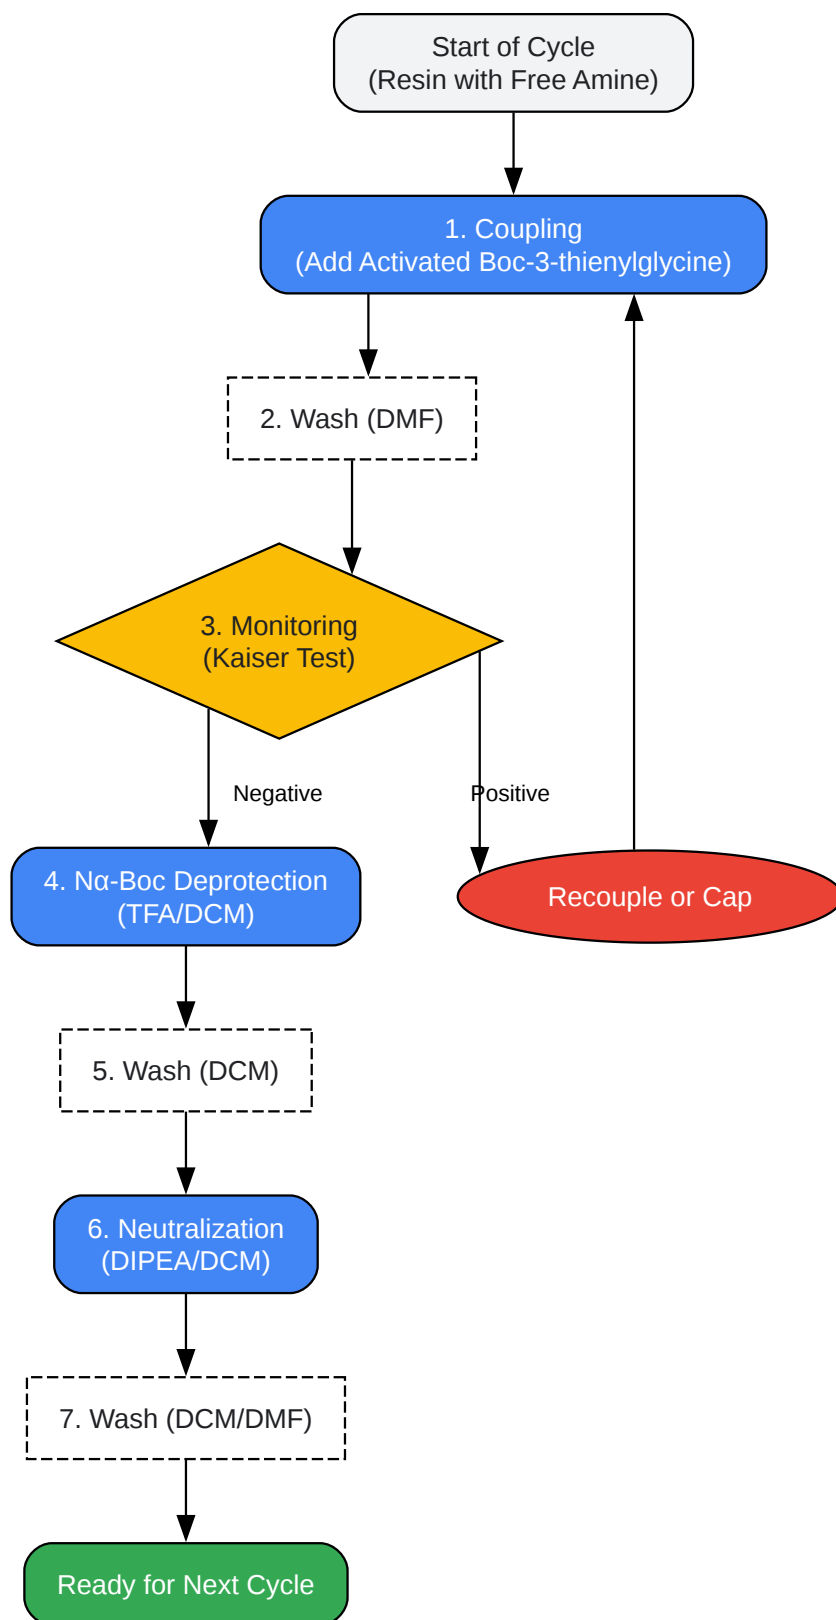 Start of Cycle
(Resin with Free Amine)
1. Coupling
(Add Activated Boc-3-thienylglycine)
2. Wash (DMF)
3. Monitoring
(Kaiser Test)
Negative
Positive
4. Nα-Boc Deprotection
(TFA/DCM)
Recouple or Cap
5. Wash (DCM)
6. Neutralization
(DIPEA/DCM)
7. Wash (DCM/DMF)
Ready for Next Cycle